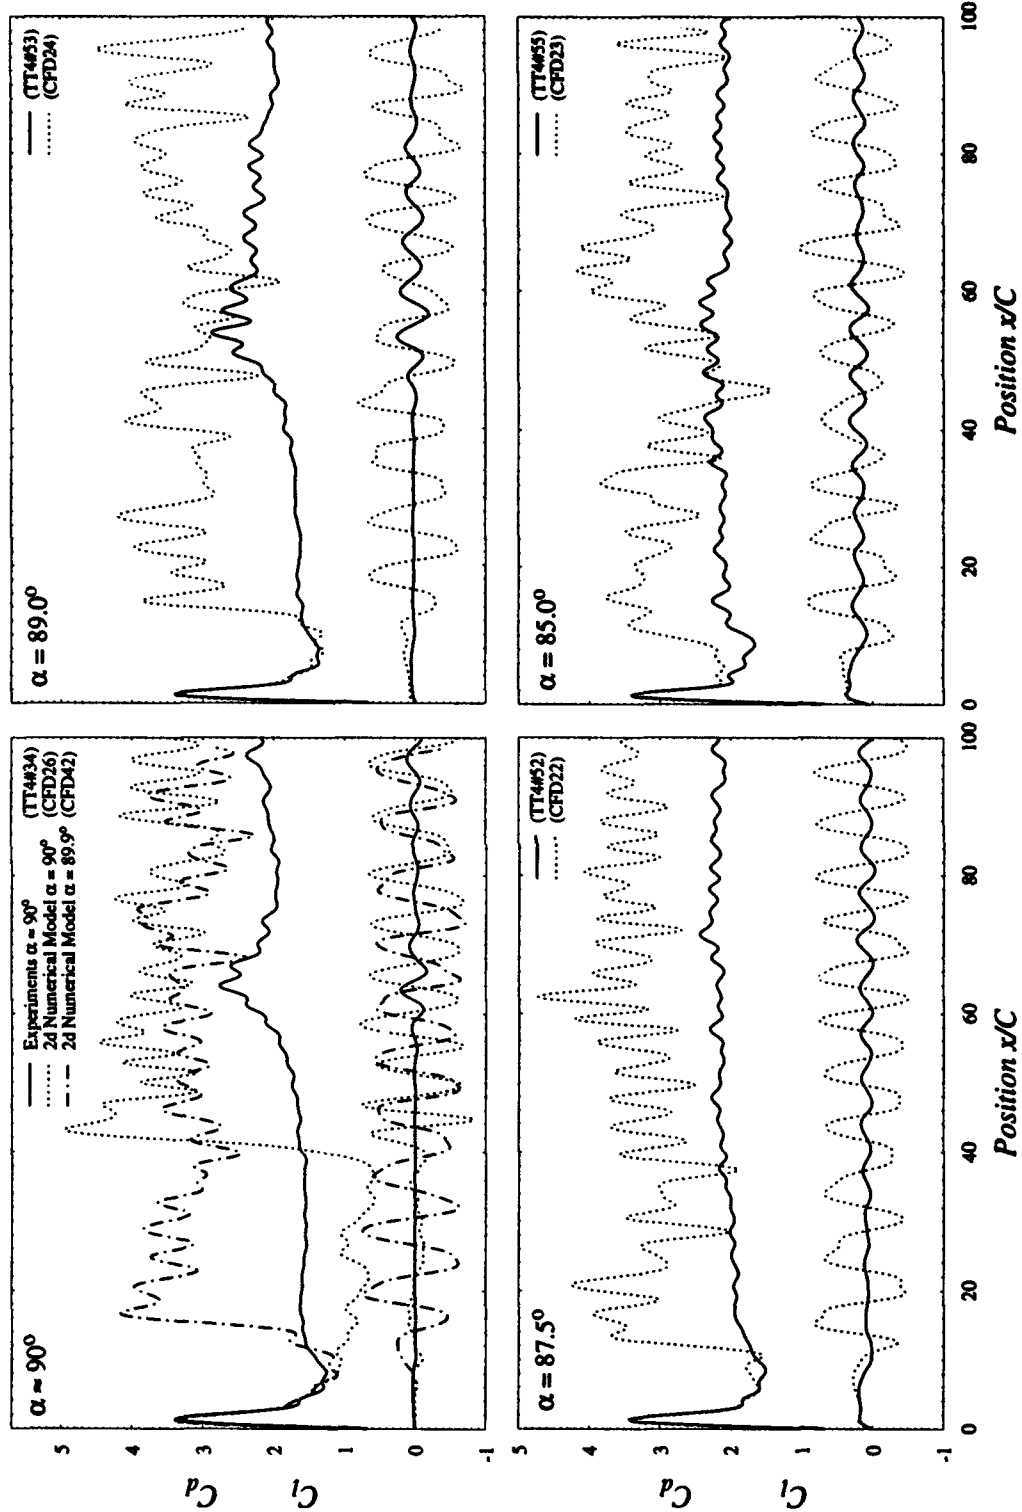 α ≈ 90°
Experiments α ≈ 90° (TT4#34)
2d Numerical Model α = 90° (CFD26)
2d Numerical Model α = 89.9° (CFD42)
α = 89.0°
(TT4#53)
(CFD24)
5
4
3
2
1
0
-1
C_d
C_l
α = 87.5°
(TT4#52)
(CFD22)
α = 85.0°
(TT4#55)
(CFD23)
5
4
3
2
1
0
-1
C_d
C_l
0 20 40 60 80 100
0 20 40 60 80 100
Position x/C
Position x/C